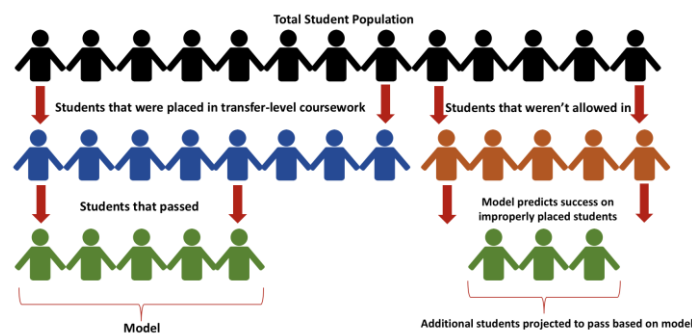 Total Student Population
Students that were placed in transfer-level coursework
Students that weren't allowed in
Students that passed
Model predicts success on
improperly placed students
Model
Additional students projected to pass based on model